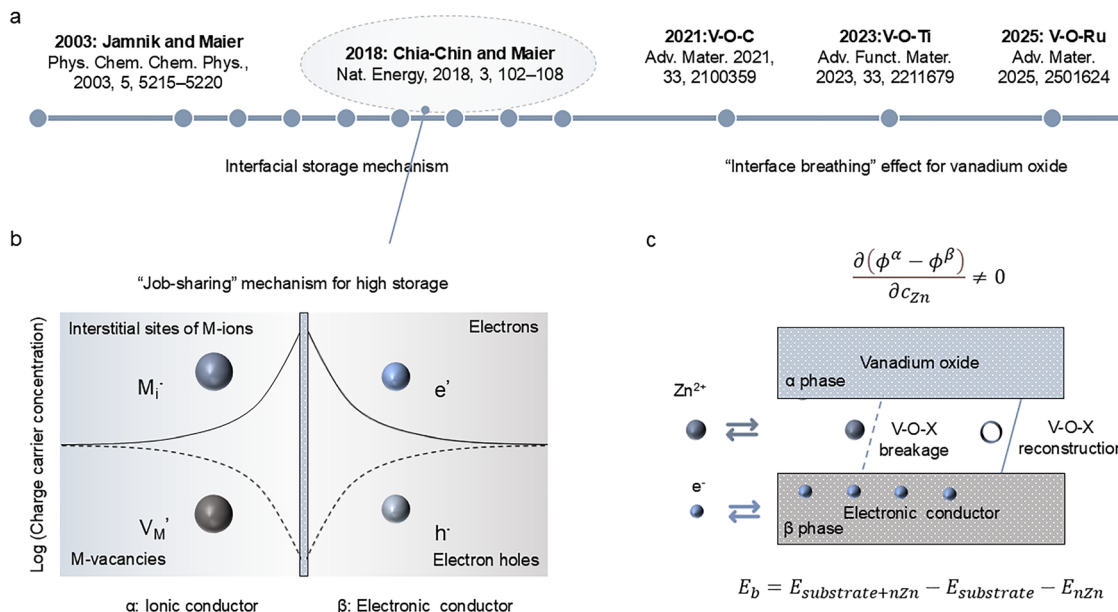 a
2003: Jamnik and Maier
Phys. Chem. Chem. Phys.,
2003, 5, 5215–5220
2018: Chia-Chin and Maier
Nat. Energy, 2018, 3, 102–108
2021:V-O-C
Adv. Mater. 2021,
33, 2100359
2023:V-O-Ti
Adv. Funct. Mater.
2023, 33, 2211679
2025: V-O-Ru
Adv. Mater.
2025, 2501624
Interfacial storage mechanism
“Interface breathing” effect for vanadium oxide
b
“Job-sharing” mechanism for high storage
Log (Charge carrier concentration)
Interstitial sites of M-ions
Electrons
M_i^·
e'
V_M'
h^·
M-vacancies
Electron holes
α: Ionic conductor
β: Electronic conductor
c
∂(ϕ^α − ϕ^β)
∂c_Zn
≠ 0
Vanadium oxide
α phase
Zn²⁺
V-O-X
breakage
V-O-X
reconstruction
e⁻
Electronic conductor
β phase
E_b = E_substrate+nZn − E_substrate − E_nZn